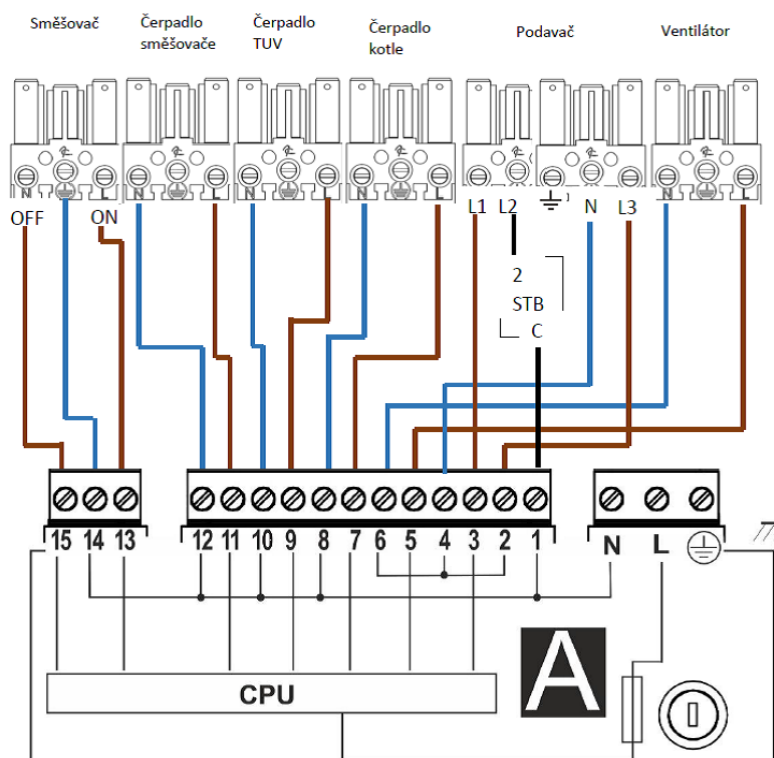 Směšovač
Čerpadlo
směšovače
Čerpadlo
TUV
Čerpadlo
kotle
Podavač
Ventilátor
N L N L N L N L N L
OFF ON L1 L2 N L3
2
STB
C
15 14 13 12 11 10 9 8 7 6 5 4 3 2 1 N L
A
CPU